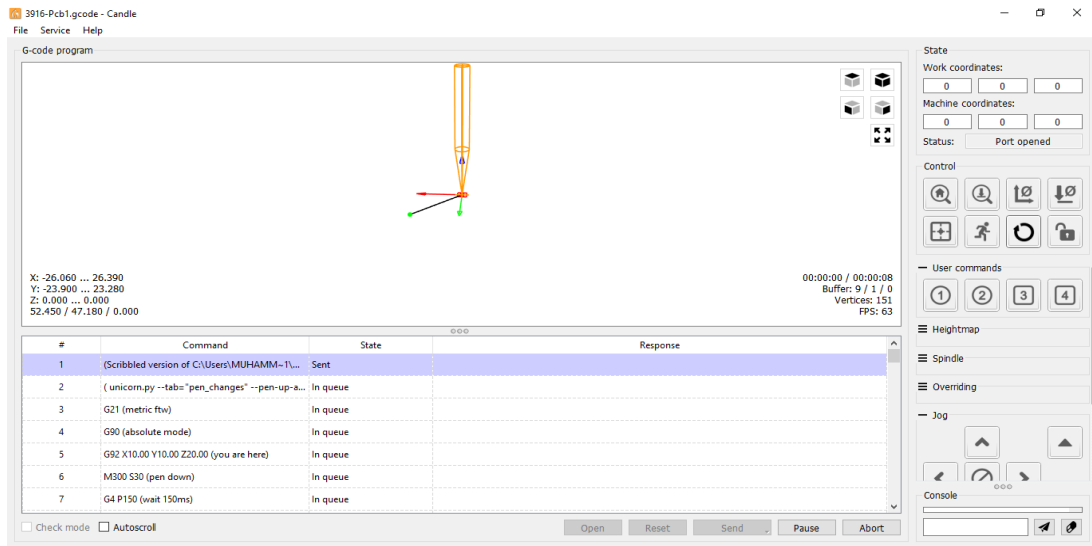 3916-Pcb1.gcode - Candle
File Service Help
G-code program
X: -26.060 ... 26.390
Y: -23.900 ... 23.280
Z: 0.000 ... 0.000
52.450 / 47.180 / 0.000
00:00:00 / 00:00:08
Buffer: 9 / 1 / 0
Vertices: 151
FPS: 63
# Command State Response
1 (Scribbled version of C:\Users\MUHAMM~1\... Sent
2 ( unicorn.py --tab="pen_changes" --pen-up-a... In queue
3 G21 (metric ftw) In queue
4 G90 (absolute mode) In queue
5 G92 X10.00 Y10.00 Z20.00 (you are here) In queue
6 M300 S30 (pen down) In queue
7 G4 P150 (wait 150ms) In queue
Check mode Autoscroll Open Reset Send Pause Abort
State
Work coordinates:
0 0 0
Machine coordinates:
0 0 0
Status: Port opened
Control
User commands
1 2 3 4
Heightmap
Spindle
Overriding
Jog
Console